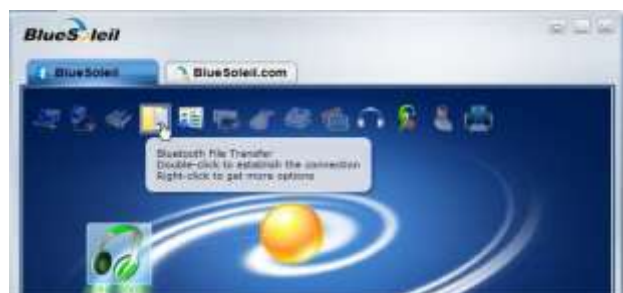 BlueSoleil
BlueSoleil
BlueSoleil.com
Bluetooth File Transfer
Double-click to establish the connection
Right-click to get more options